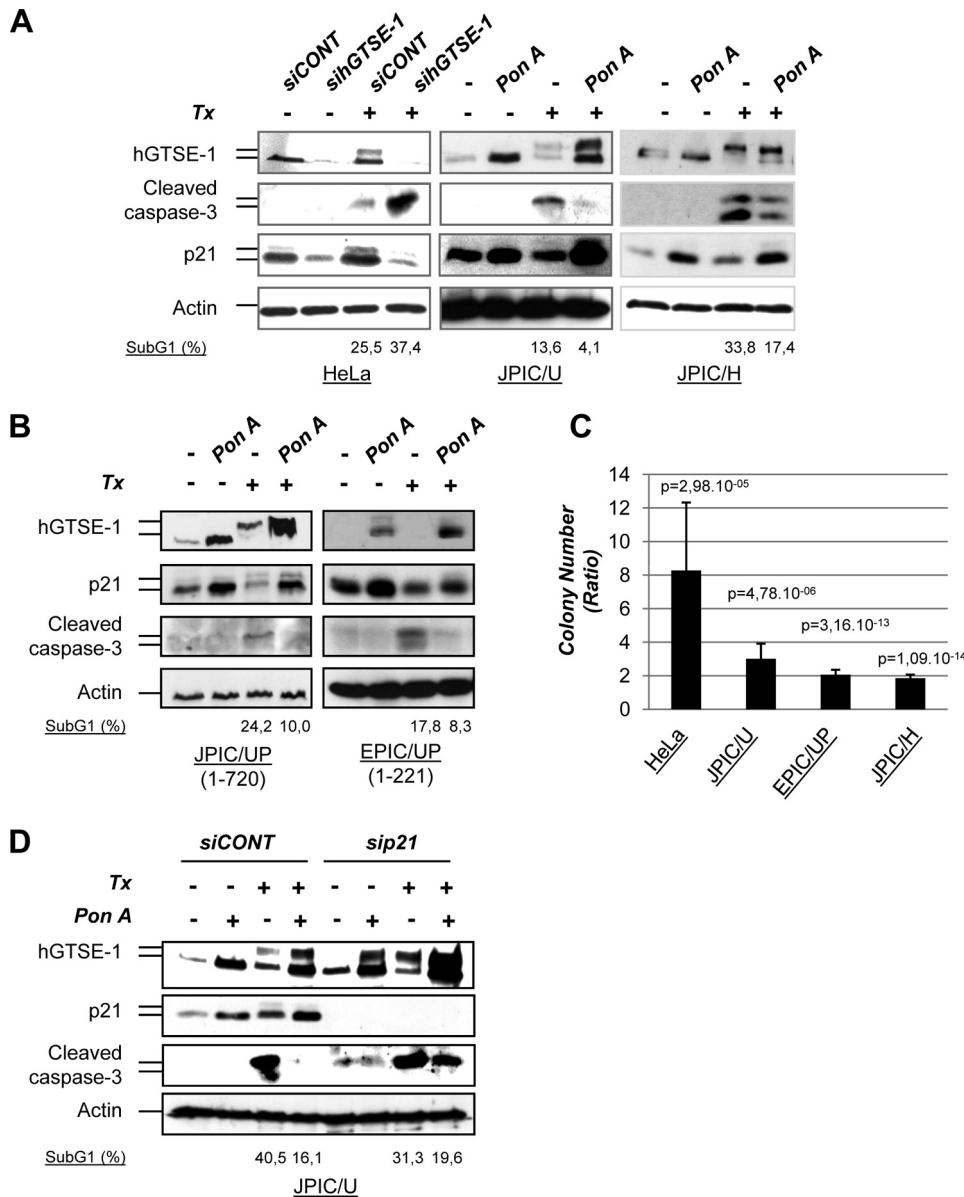 A
siCONT sihGTSE-1 siCONT sihGTSE-1 - Pon A - Pon A - Pon A - Pon A
Tx - - + + - - + + - - + +
hGTSE-1
Cleaved
caspase-3
p21
Actin
SubG1 (%) 25,5 37,4 13,6 4,1 33,8 17,4
HeLa JPIC/U JPIC/H
B
- Pon A - Pon A - Pon A - Pon A
Tx - - + + - - + +
hGTSE-1
p21
Cleaved
caspase-3
Actin
SubG1 (%) 24,2 10,0 17,8 8,3
JPIC/UP EPIC/UP
(1-720) (1-221)
C
Colony Number
(Ratio)
14
12
10
8
6
4
2
0
p=2,98.10-05
p=4,78.10-06
p=3,16.10-13
p=1,09.10-14
HeLa JPIC/U EPIC/UP JPIC/H
D
siCONT sip21
Tx - - + + - - + +
Pon A - + - + - + - +
hGTSE-1
p21
Cleaved
caspase-3
Actin
SubG1 (%) 40,5 16,1 31,3 19,6
JPIC/U